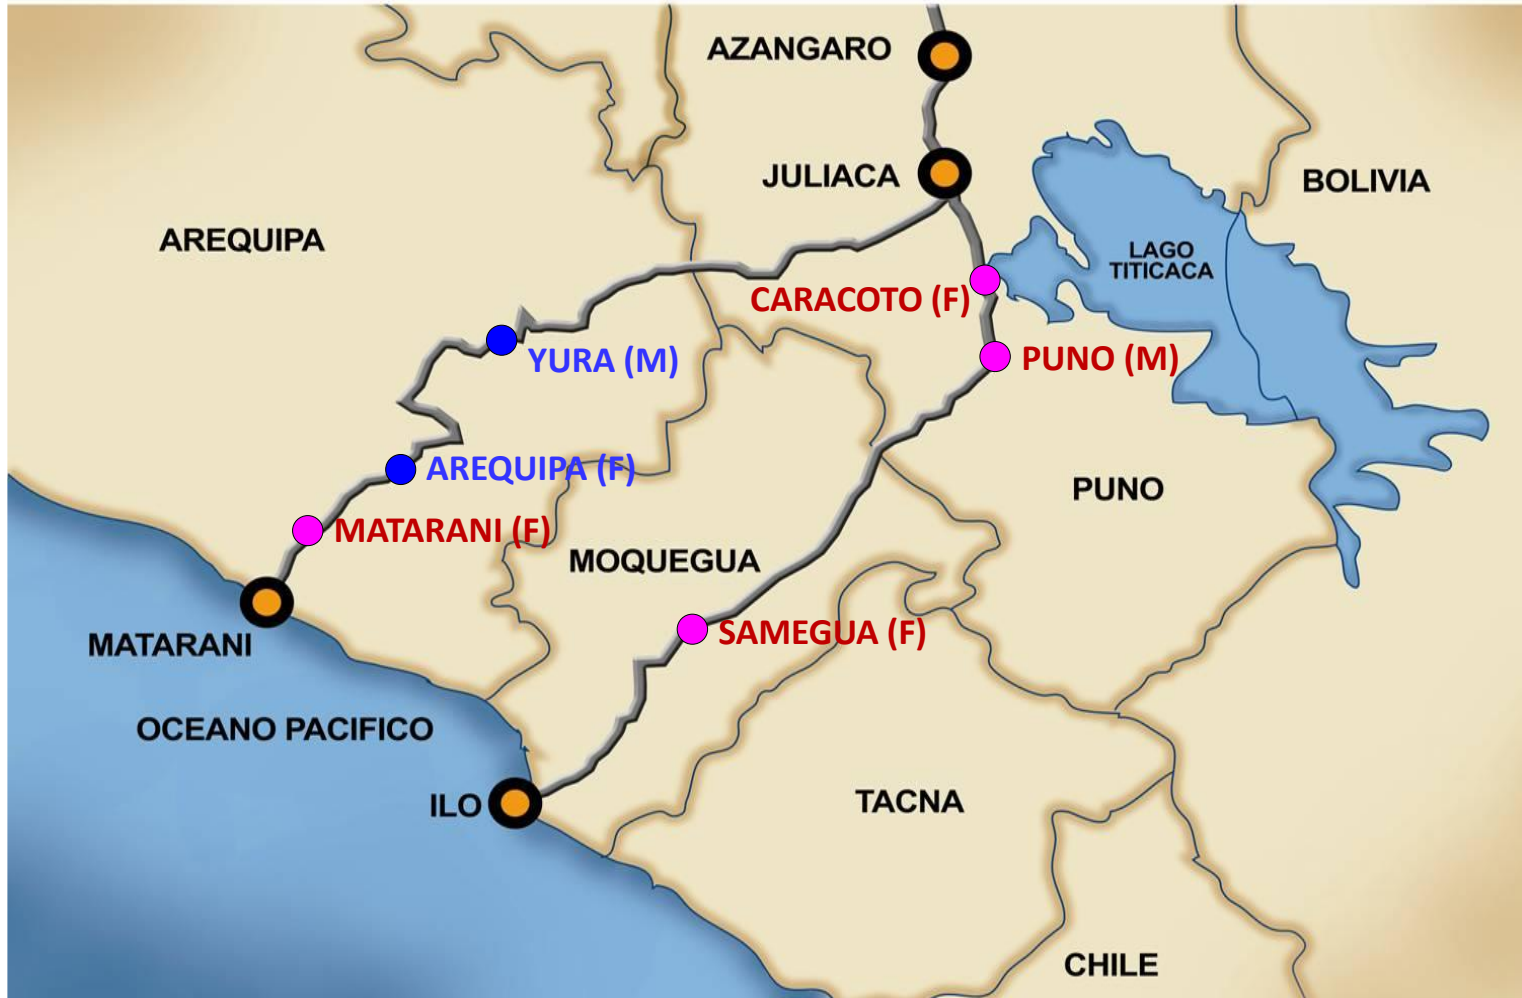 AZANGARO
JULIACA
BOLIVIA
AREQUIPA
LAGO
TITICACA
CARACOTO (F)
YURA (M)
PUNO (M)
AREQUIPA (F)
PUNO
MATARANI (F)
MOQUEGUA
SAMEGUA (F)
MATARANI
OCEANO PACIFICO
ILO
TACNA
CHILE